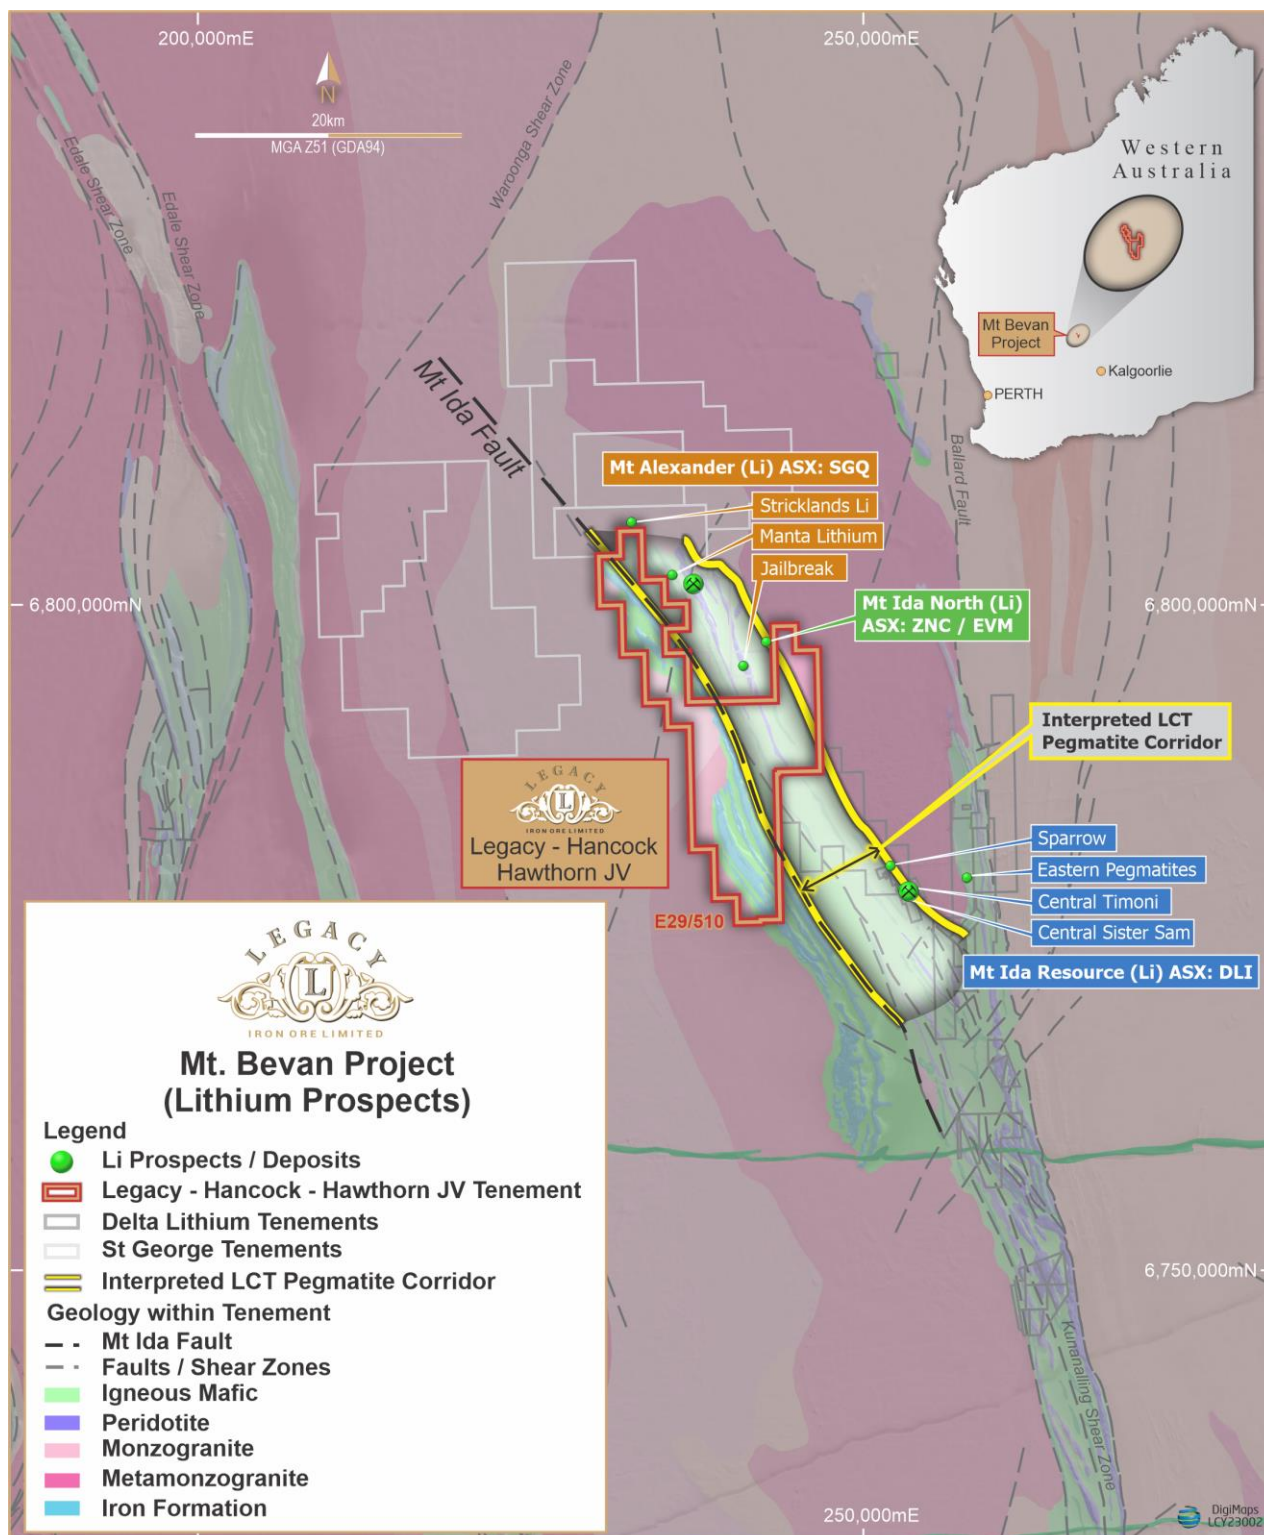 200,000mE
250,000mE
N
20km
MGA Z51 (GDA94)
Edale Shear Zone
Edale Shear Zone
Waroonga Shear Zone
Western
Australia
Mt Bevan
Project
Kalgoorlie
PERTH
Mt Ida Fault
Ballard Fault
Mt Alexander (Li) ASX: SGQ
Stricklands Li
Manta Lithium
Jailbreak
6,800,000mN
6,800,000mN
Mt Ida North (Li)
ASX: ZNC / EVM
Interpreted LCT
Pegmatite Corridor
LEGACY
L
IRON ORE LIMITED
Legacy - Hancock
Hawthorn JV
Sparrow
Eastern Pegmatites
Central Timoni
Central Sister Sam
E29/510
Mt Ida Resource (Li) ASX: DLI
LEGACY
L
IRON ORE LIMITED
Mt. Bevan Project
(Lithium Prospects)
Legend
Li Prospects / Deposits
Legacy - Hancock - Hawthorn JV Tenement
Delta Lithium Tenements
St George Tenements
Interpreted LCT Pegmatite Corridor
Geology within Tenement
Mt Ida Fault
Faults / Shear Zones
Igneous Mafic
Peridotite
Monzogranite
Metamonzogranite
Iron Formation
6,750,000mN
Kunanalling Shear Zone
250,000mE
DigiMaps
LCY23002